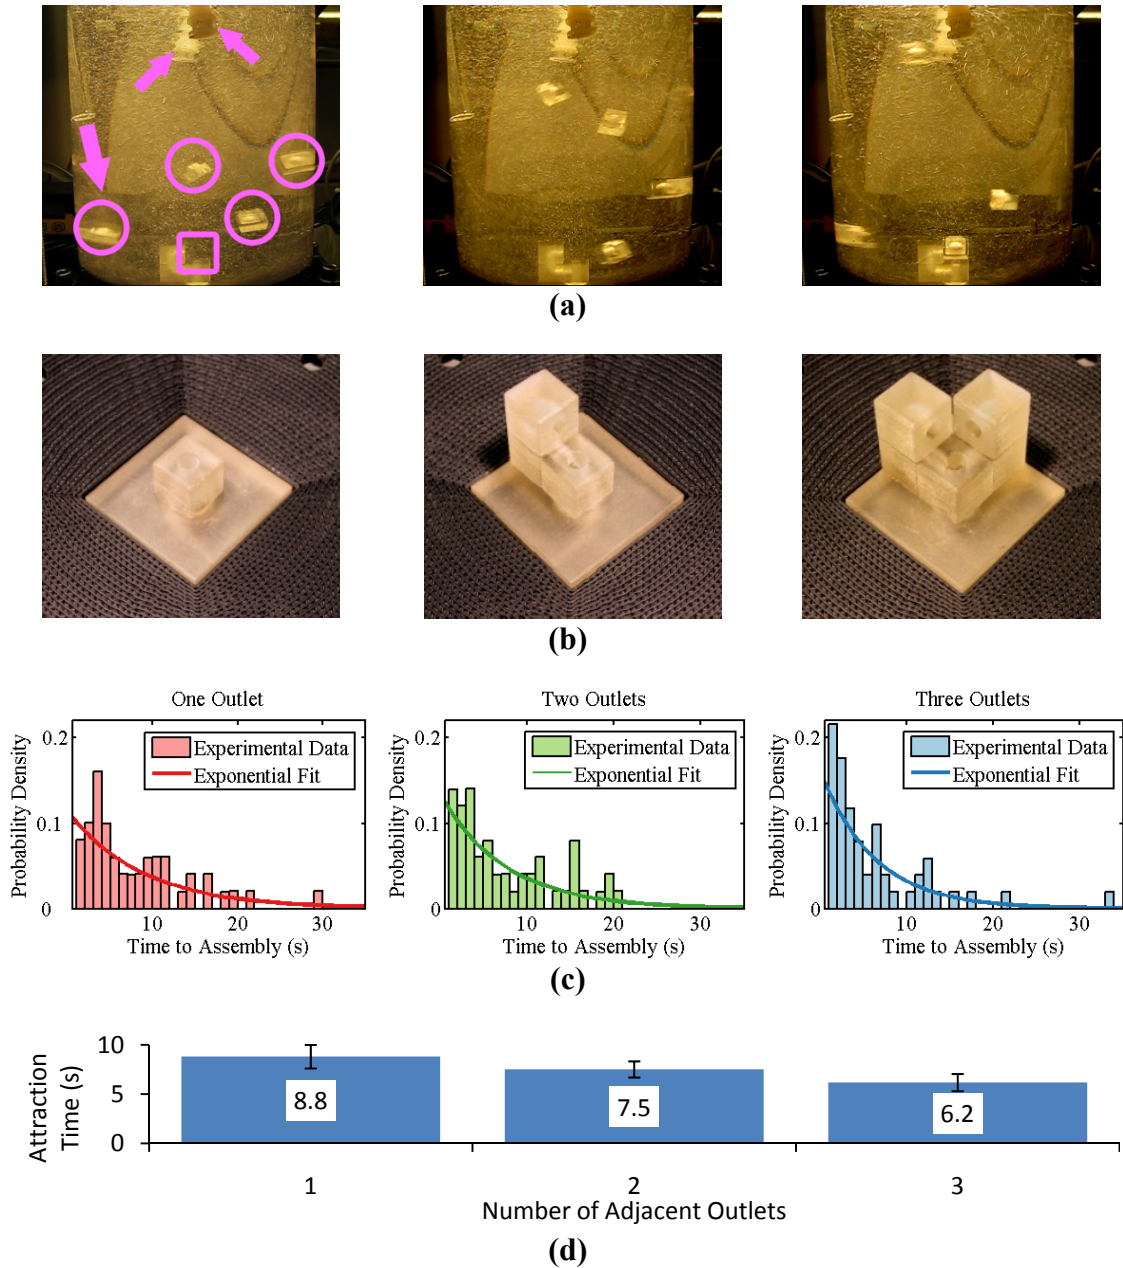 (a)
(b)
One Outlet
Two Outlets
Three Outlets
Probability Density
0.2
0.1
0
Experimental Data
Exponential Fit
10
20
30
Time to Assembly (s)
Probability Density
0.2
0.1
0
Experimental Data
Exponential Fit
10
20
30
Time to Assembly (s)
Probability Density
0.2
0.1
0
Experimental Data
Exponential Fit
10
20
30
Time to Assembly (s)
(c)
Attraction
Time (s)
10
5
0
8.8
7.5
6.2
1
2
3
Number of Adjacent Outlets
(d)